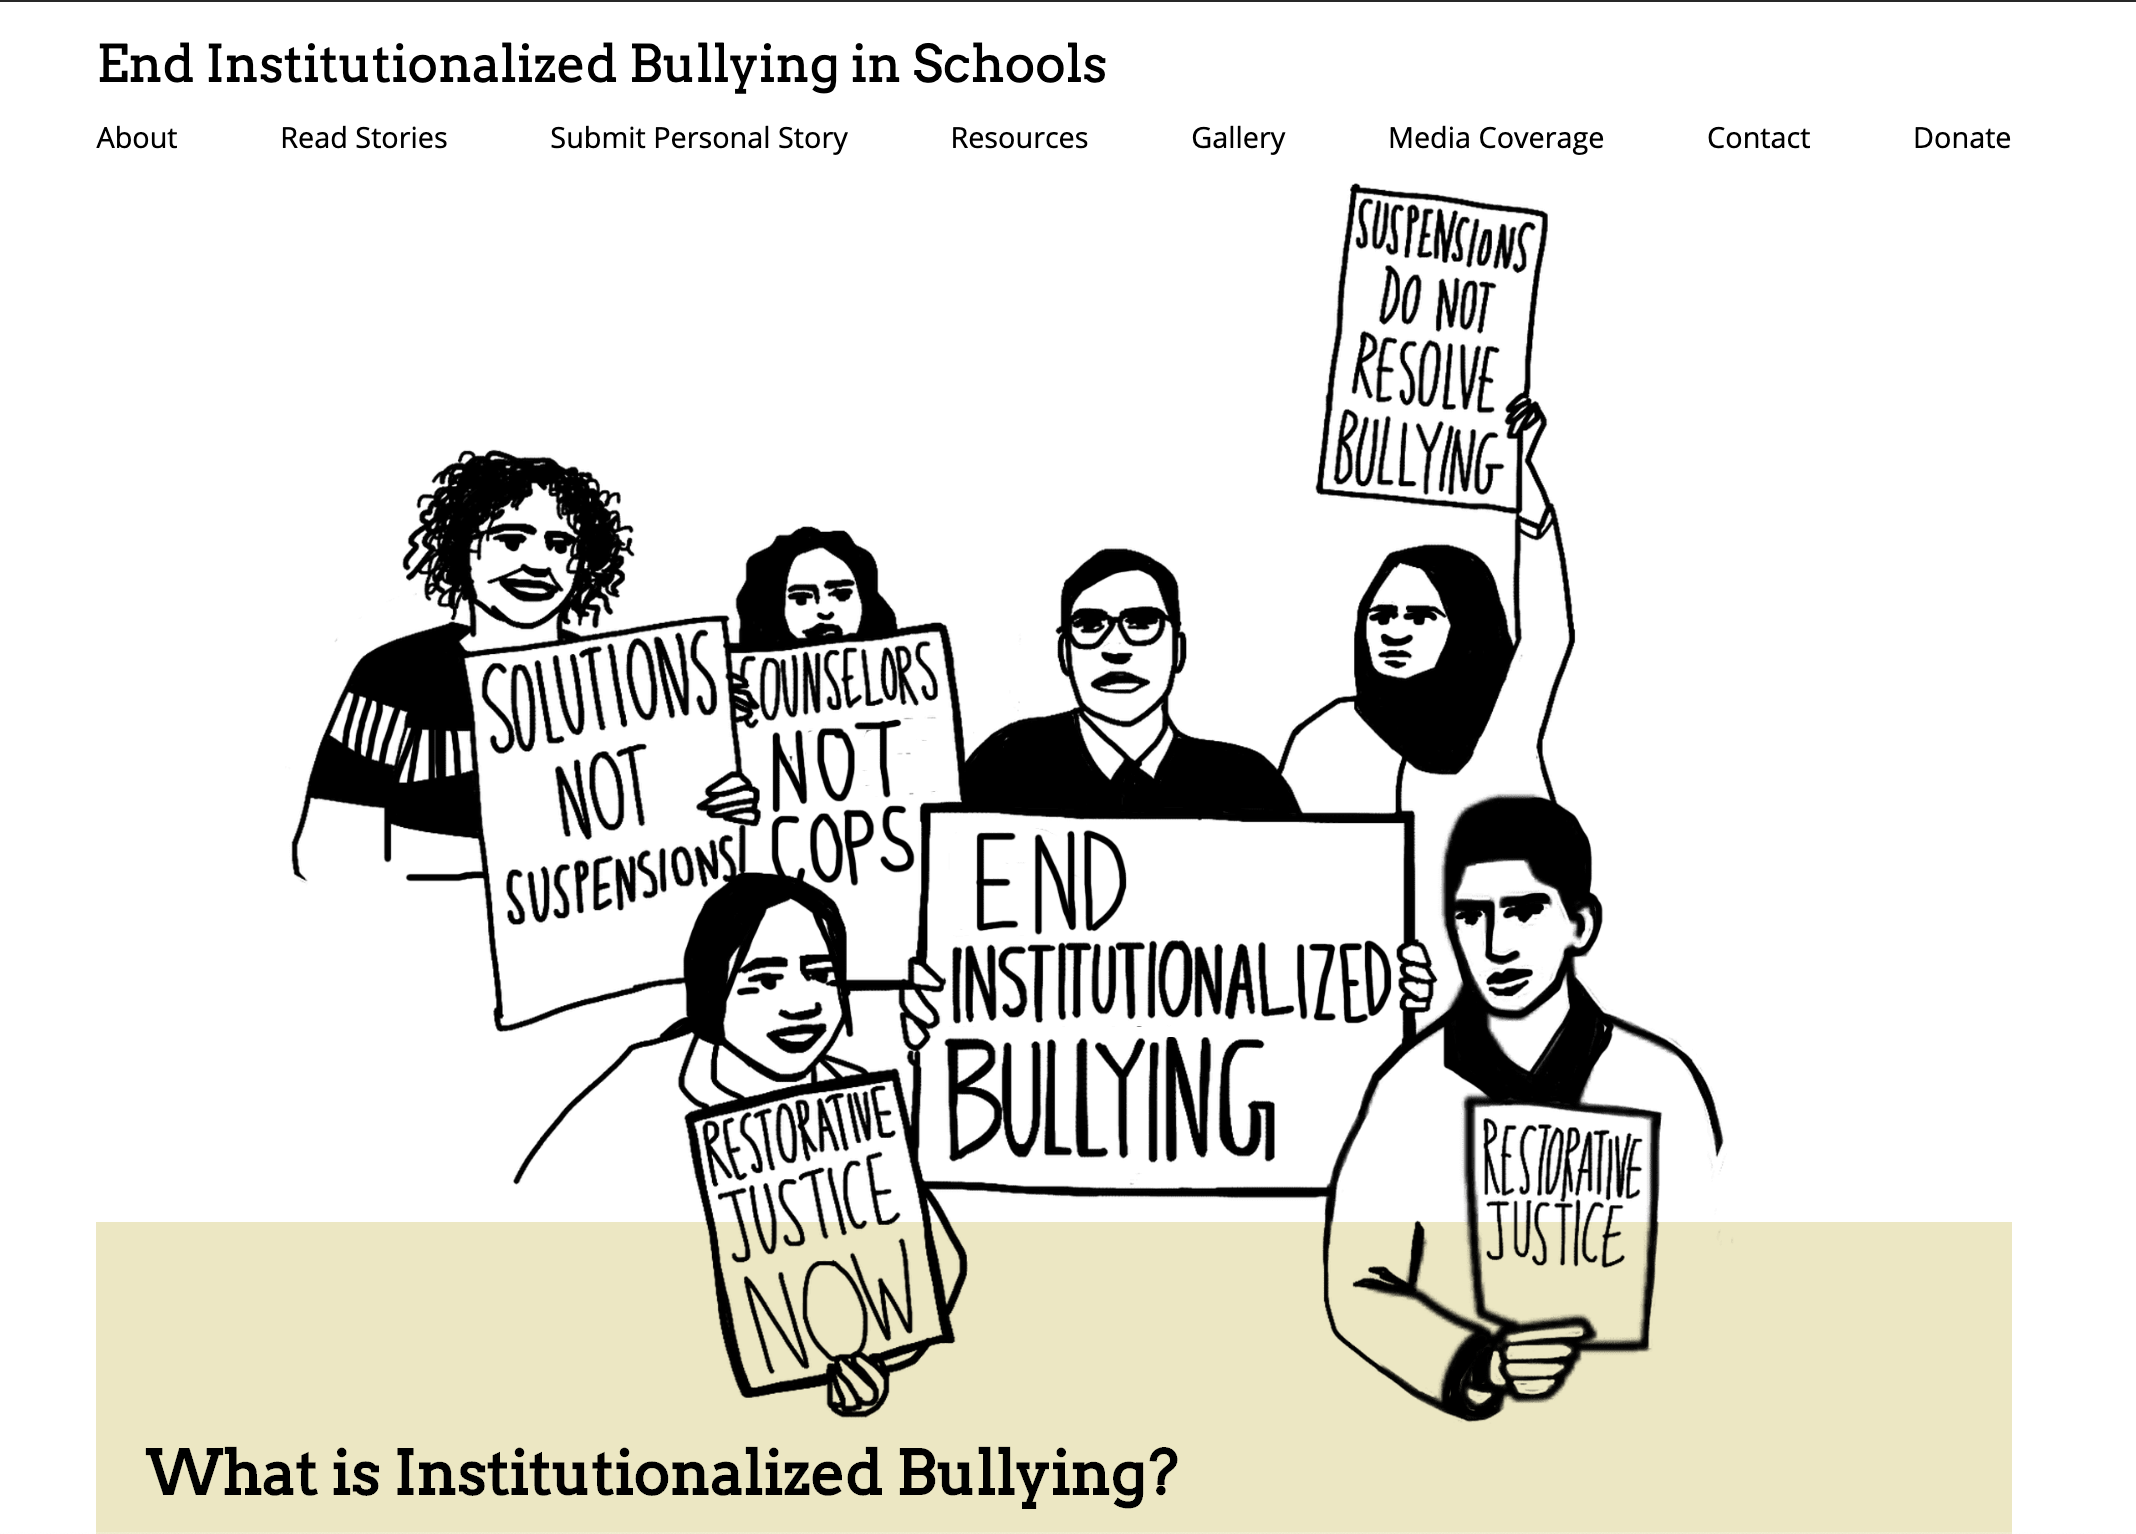 End Institutionalized Bullying in Schools
About Read Stories Submit Personal Story Resources Gallery Media Coverage Contact Donate
SUSPENSIONS
DO NOT
RESOLVE
BULLYING
SOLUTIONS
NOT
SUSPENSIONS!
COUNSELORS
NOT
COPS
END
INSTITUTIONALIZED
BULLYING
RESTORATIVE
JUSTICE
NOW
RESTORATIVE
JUSTICE
What is Institutionalized Bullying?